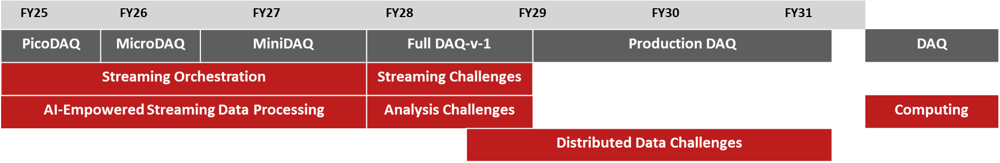 FY25 FY26 FY27 FY28 FY29 FY30 FY31
PicoDAQ MicroDAQ MiniDAQ Full DAQ-v-1 Production DAQ DAQ
Streaming Orchestration Streaming Challenges
AI-Empowered Streaming Data Processing Analysis Challenges Computing
Distributed Data Challenges